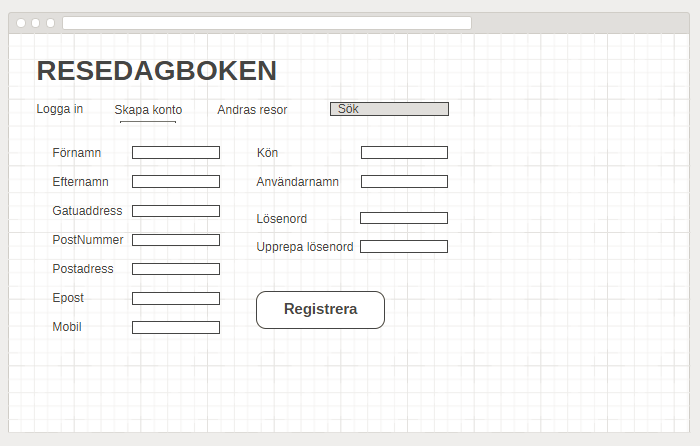 RESEDAGBOKEN
Logga in Skapa konto Andras resor Sök
Förnamn Kön
Efternamn Användarnamn
Gatuaddress
Lösenord
PostNummer
Upprepa lösenord
Postadress
Epost
Registrera
Mobil